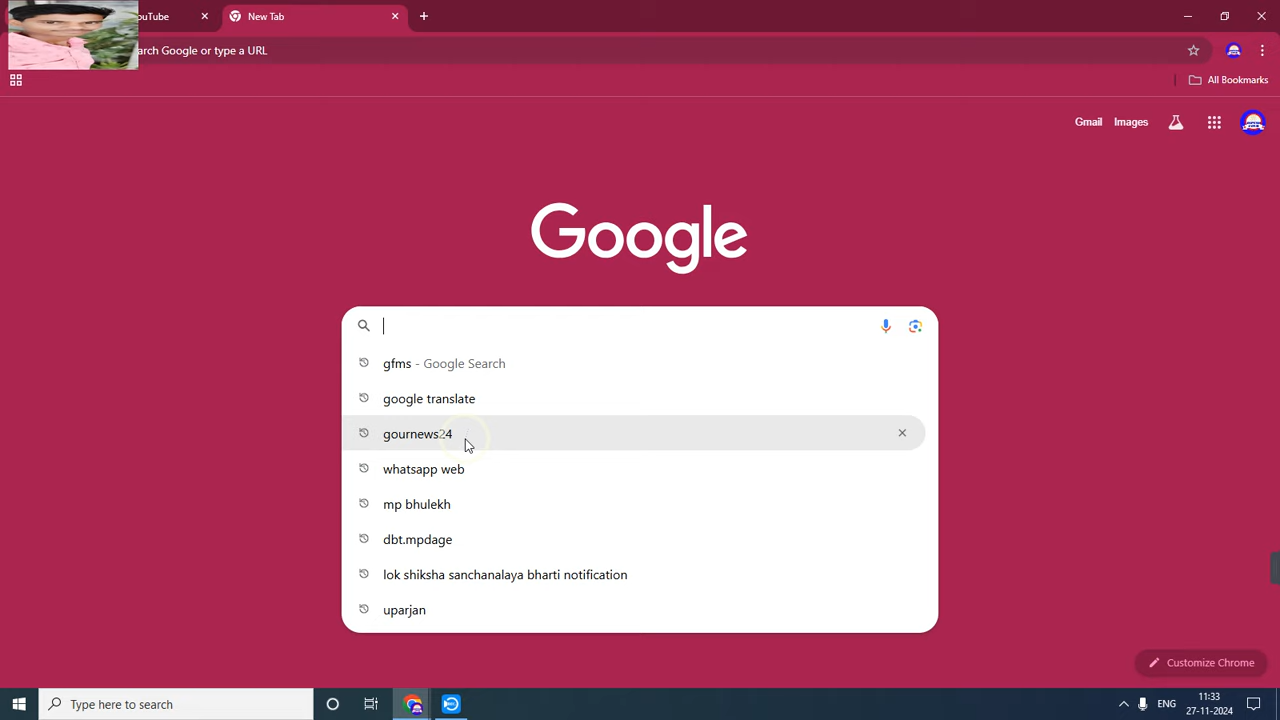 ouTube
New Tab
arch Google or type a URL
All Bookmarks
Gmail
Images
Google
gfms - Google Search
google translate
gournews24
whatsapp web
mp bhulekh
dbt.mpdage
lok shiksha sanchanalaya bharti notification
uparjan
Customize Chrome
Type here to search
ENG
11:33
27-11-2024